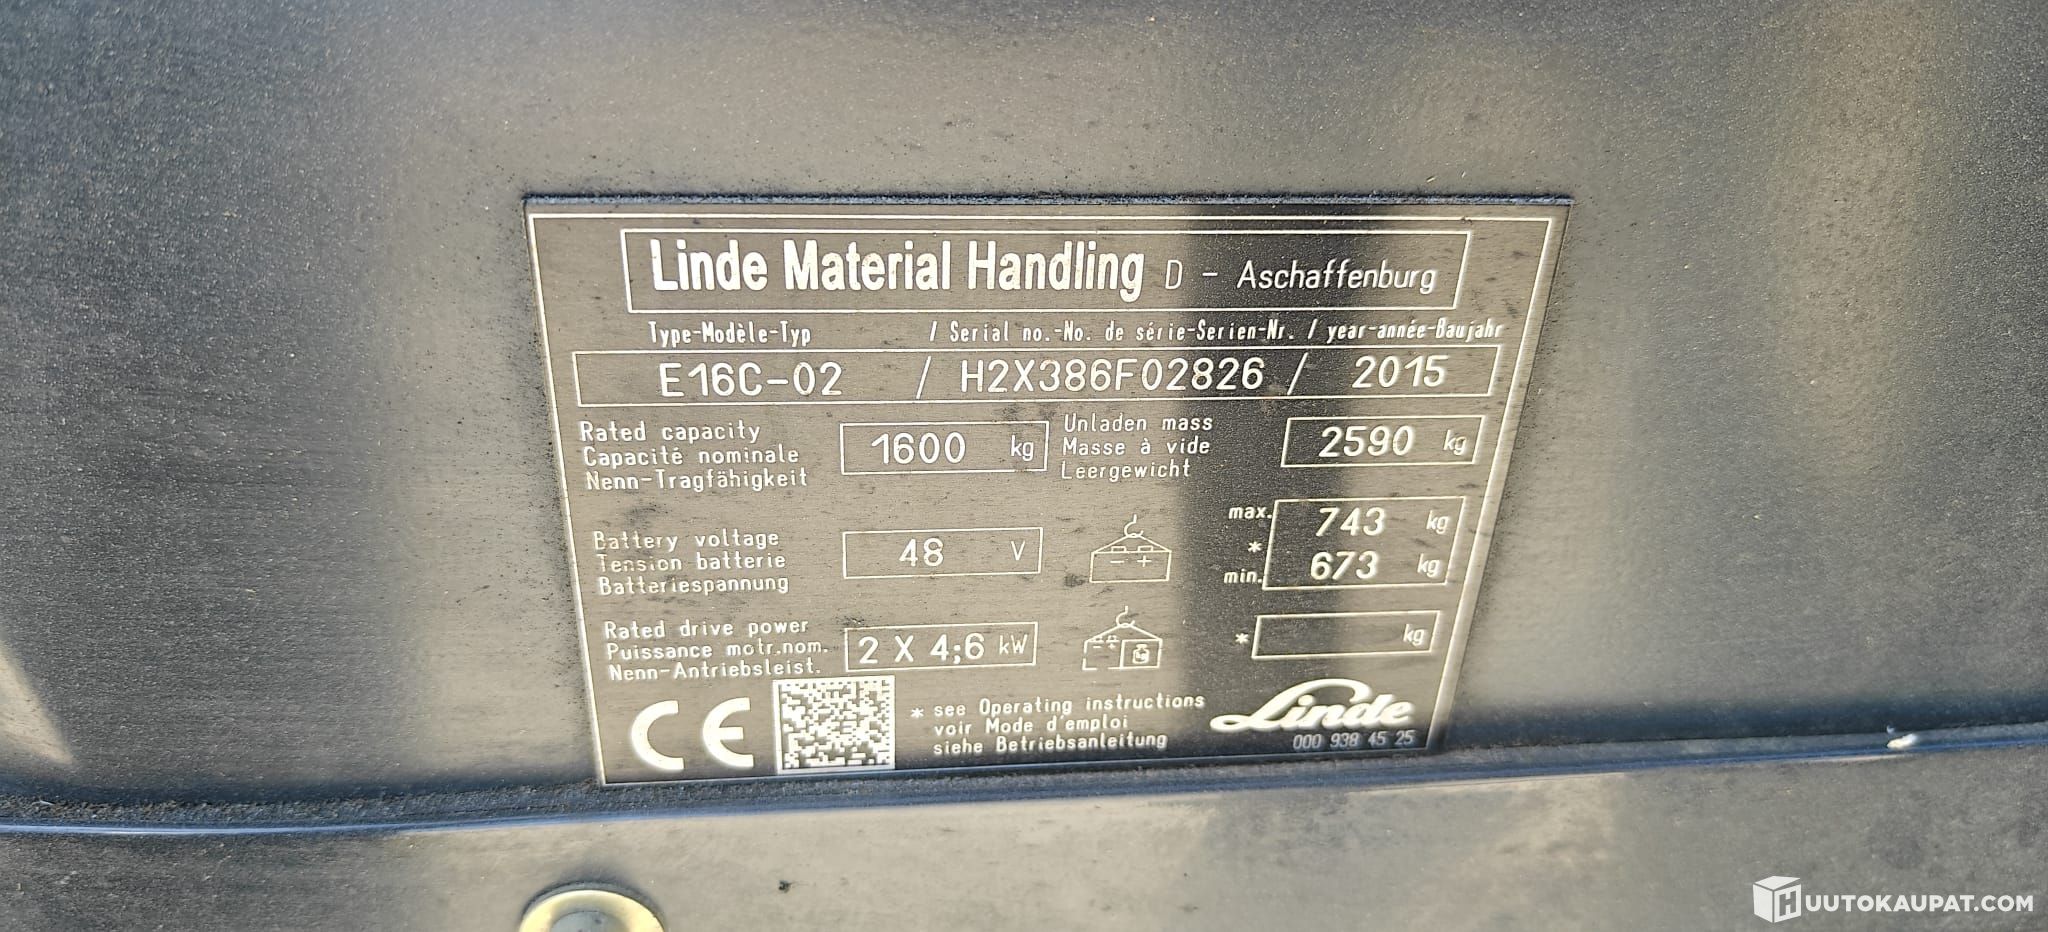 Linde Material Handling D - Aschaffenburg
Type-Modèle-Typ / Serial no.-No. de série-Serien-Nr. / year-année-Baujahr
E16C-02 / H2X386F02826 / 2015
Rated capacity
Capacité nominale
Nenn-Tragfähigkeit
1600 kg
Unladen mass
Masse à vide
Leergewicht
2590 kg
Battery voltage
Tension batterie
Batteriespannung
48 V
- +
max. 743 kg
*
min. 673 kg
Rated drive power
Puissance motr.nom.
Nenn-Antriebsleist.
2 X 4;6 kW
- +
kg
* kg
CE
* see Operating instructions
voir Mode d'emploi
siehe Betriebsanleitung
Linde
000 938 45 25
HUUTOKAUPAT.COM